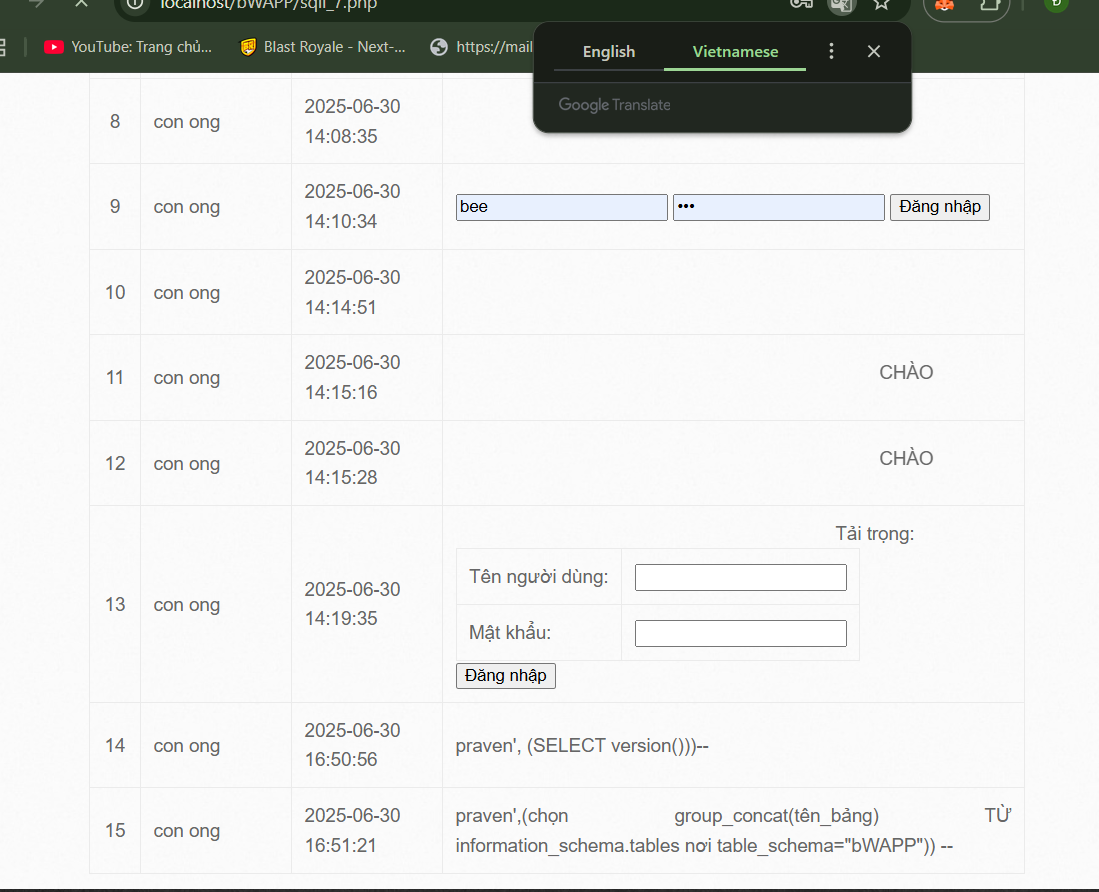 localhost/bWAPP/sqli_7.php
YouTube: Trang chủ...
Blast Royale - Next-...
https://mail
English
Vietnamese
Google Translate
8
con ong
2025-06-30
14:08:35
9
con ong
2025-06-30
14:10:34
bee
•••
Đăng nhập
10
con ong
2025-06-30
14:14:51
11
con ong
2025-06-30
14:15:16
CHÀO
12
con ong
2025-06-30
14:15:28
CHÀO
13
con ong
2025-06-30
14:19:35
Tải trọng:
Tên người dùng:
Mật khẩu:
Đăng nhập
14
con ong
2025-06-30
16:50:56
praven', (SELECT version()))--
15
con ong
2025-06-30
16:51:21
praven',(chọn group_concat(tên_bảng) TỪ
information_schema.tables nơi table_schema="bWAPP")) --